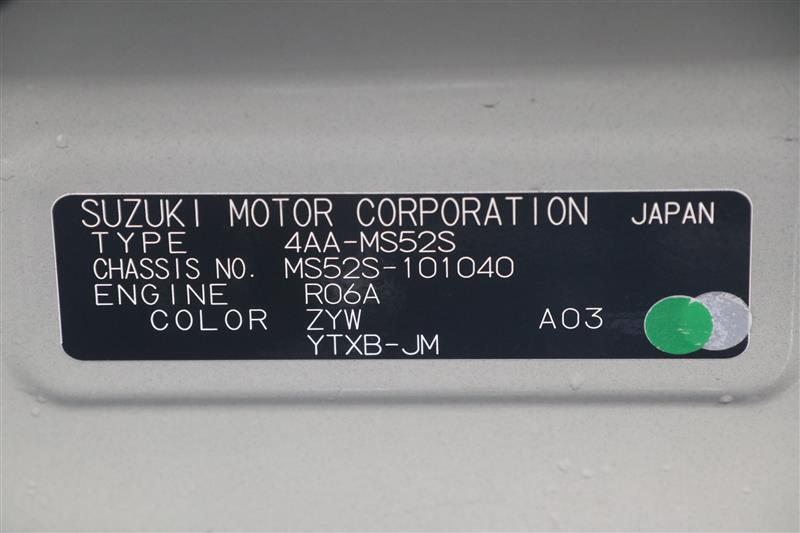 SUZUKI MOTOR CORPORATION JAPAN
TYPE 4AA-MS52S
CHASSIS NO. MS52S-101040
ENGINE R06A
COLOR ZYW A03
YTXB-JM